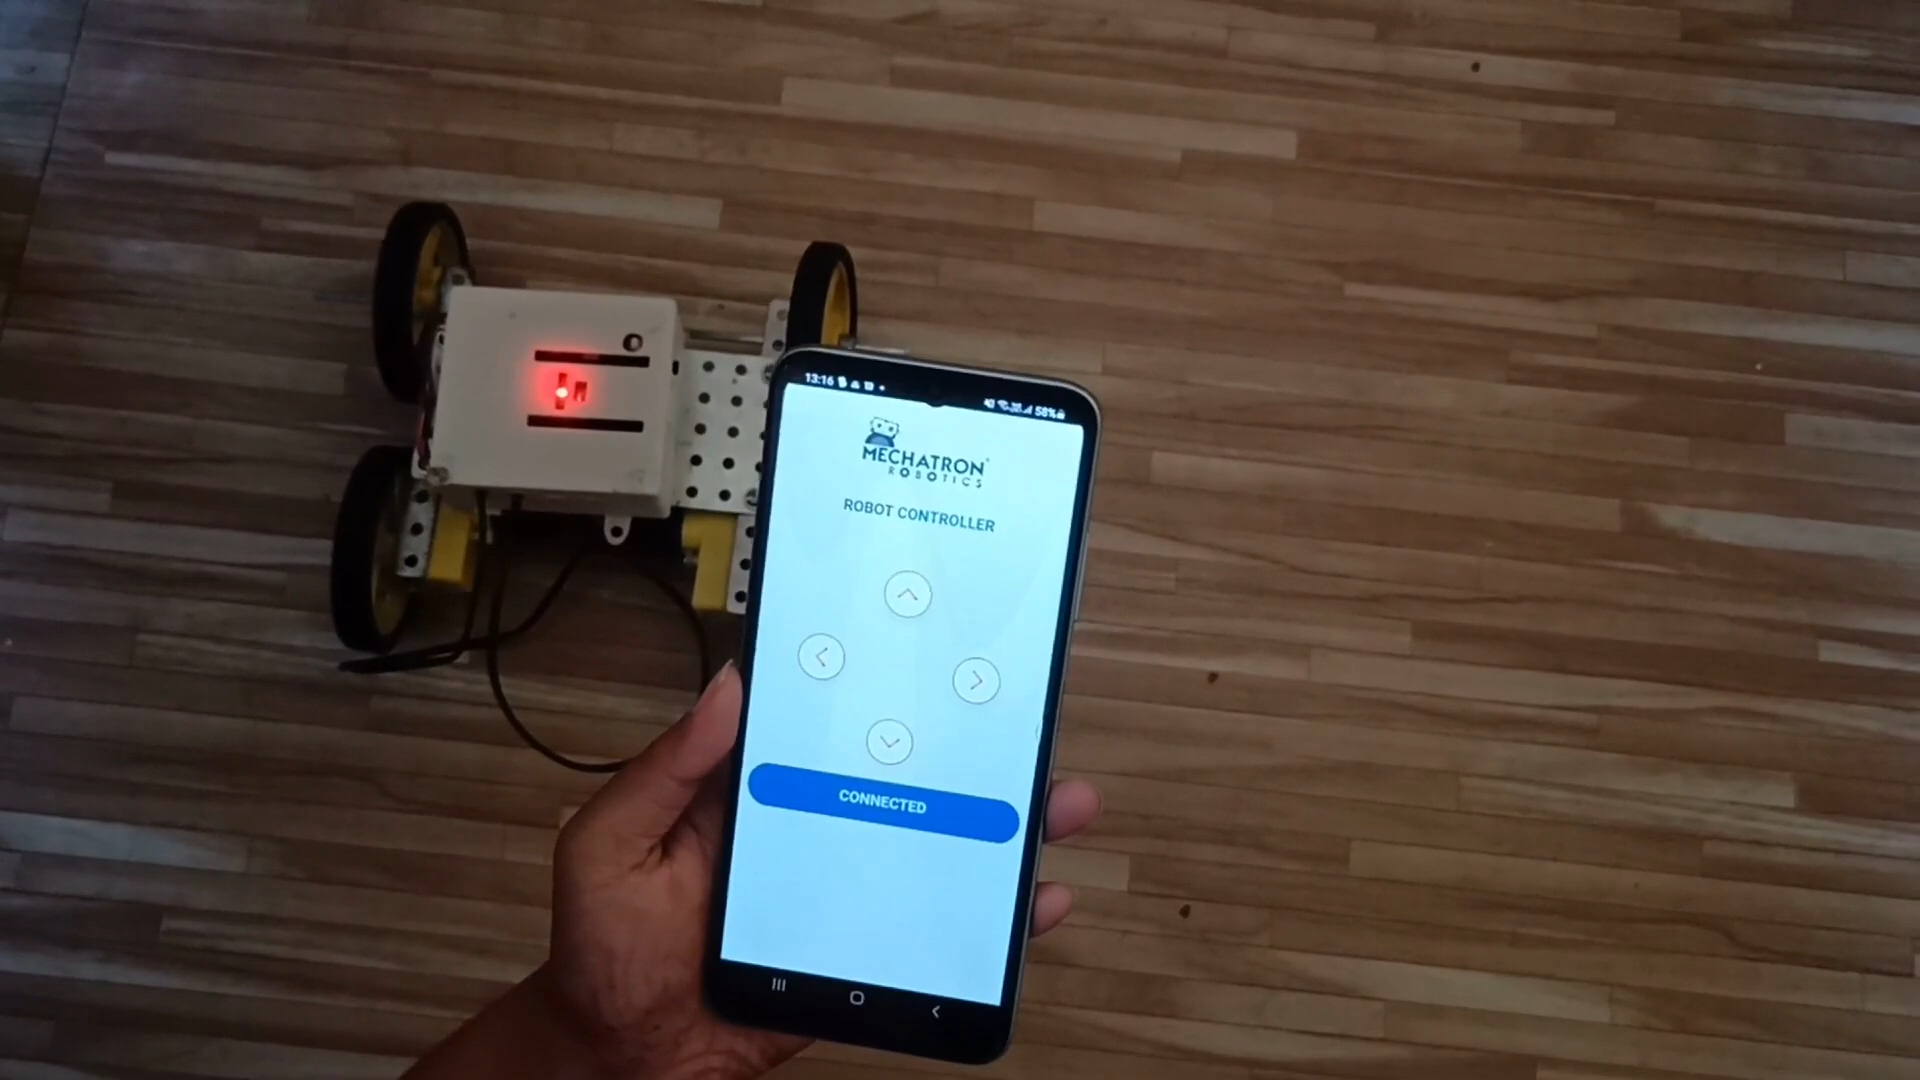 13:16 58%
MECHATRON
ROBOTICS
ROBOT CONTROLLER
CONNECTED